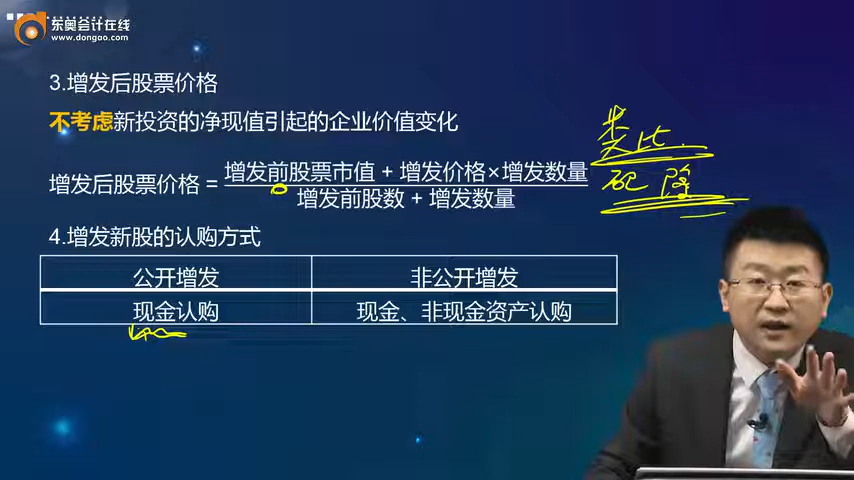 东奥会计在线
www.dongao.com
3.增发后股票价格
不考虑新投资的净现值引起的企业价值变化
增发后股票价格 = 增发前股票市值 + 增发价格×增发数量
增发前股数 + 增发数量
4.增发新股的认购方式
公开增发 非公开增发
现金认购 现金、非现金资产认购
类比